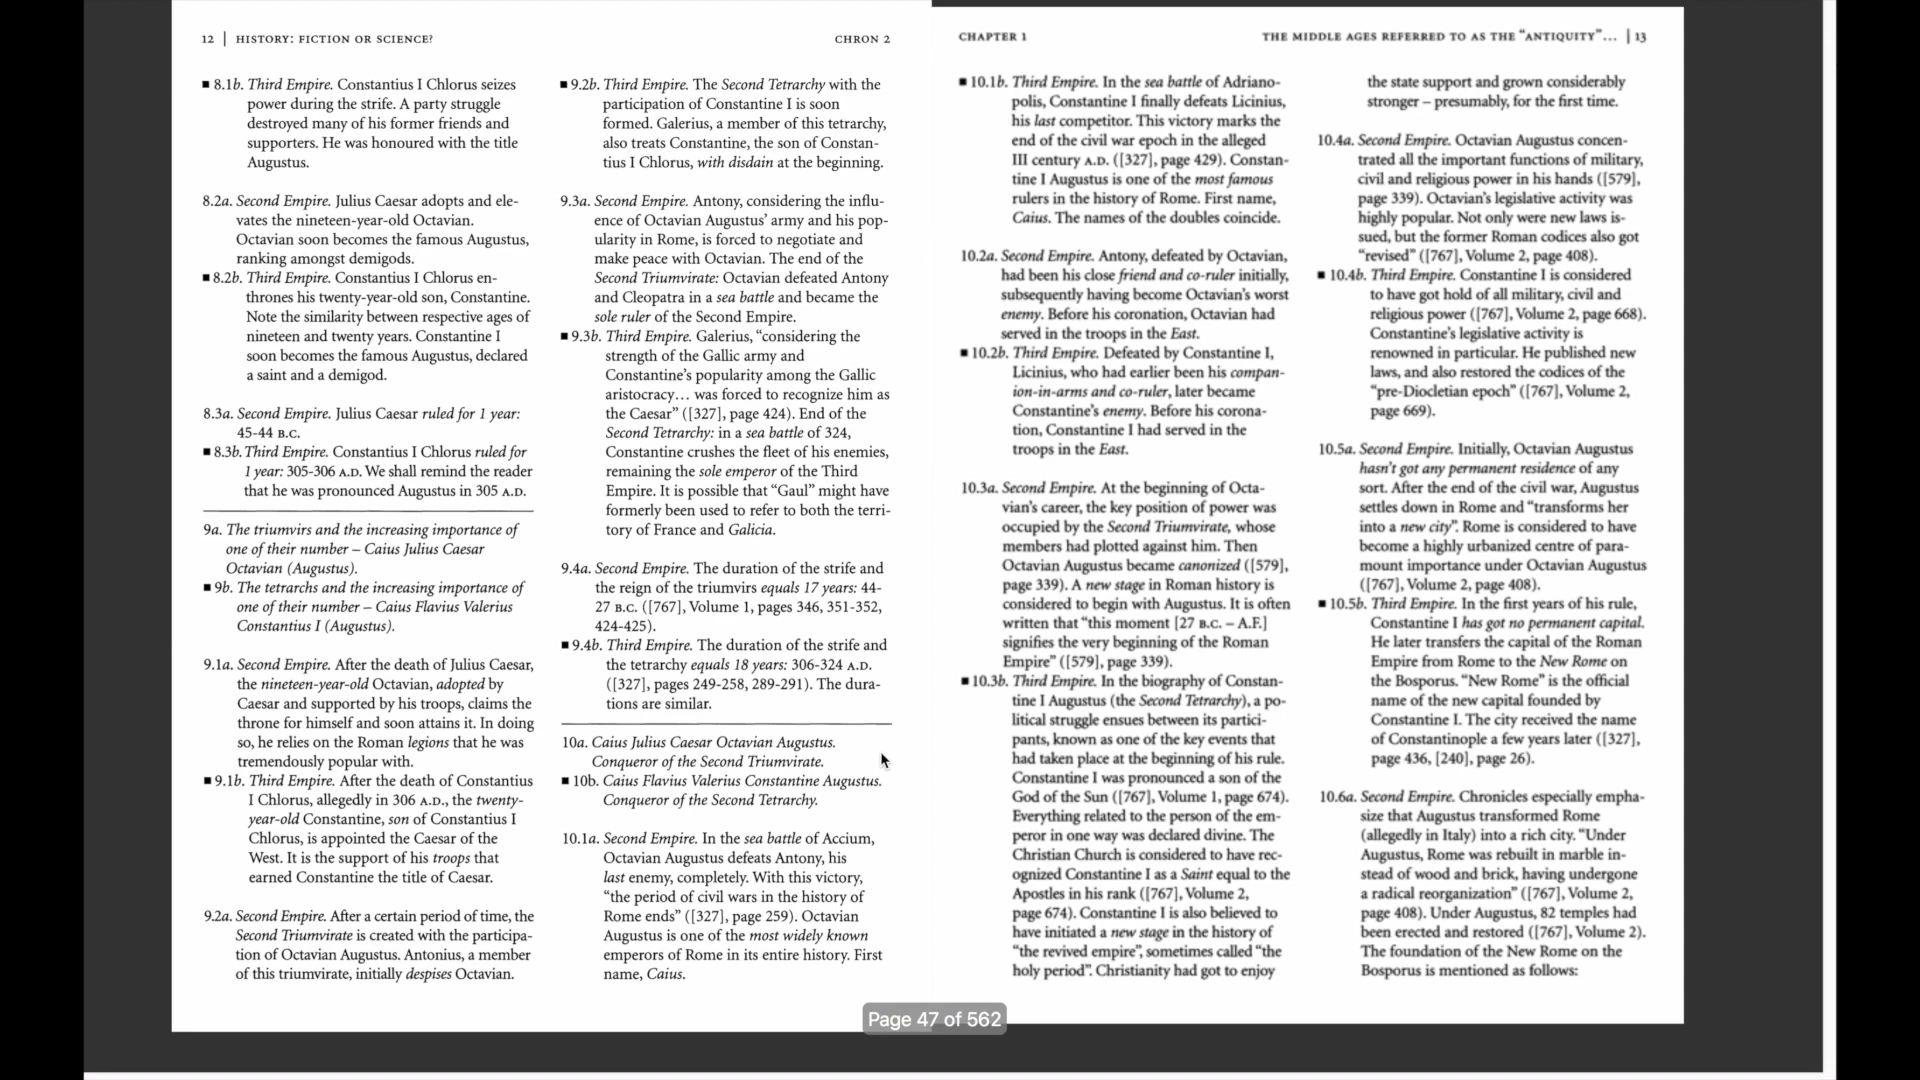 12 | HISTORY: FICTION OR SCIENCE?
CHRON 2
■ 8.1b. Third Empire. Constantius I Chlorus seizes
power during the strife. A party struggle
destroyed many of his former friends and
supporters. He was honoured with the title
Augustus.
8.2a. Second Empire. Julius Caesar adopts and ele-
vates the nineteen-year-old Octavian.
Octavian soon becomes the famous Augustus,
ranking amongst demigods.
■ 8.2b. Third Empire. Constantius I Chlorus en-
thrones his twenty-year-old son, Constantine.
Note the similarity between respective ages of
nineteen and twenty years. Constantine I
soon becomes the famous Augustus, declared
a saint and a demigod.
8.3a. Second Empire. Julius Caesar ruled for 1 year:
45-44 B.C.
■ 8.3b. Third Empire. Constantius I Chlorus ruled for
1 year: 305-306 A.D. We shall remind the reader
that he was pronounced Augustus in 305 A.D.
9a. The triumvirs and the increasing importance of
one of their number – Caius Julius Caesar
Octavian (Augustus).
■ 9b. The tetrarchs and the increasing importance of
one of their number – Caius Flavius Valerius
Constantius I (Augustus).
9.1a. Second Empire. After the death of Julius Caesar,
the nineteen-year-old Octavian, adopted by
Caesar and supported by his troops, claims the
throne for himself and soon attains it. In doing
so, he relies on the Roman legions that he was
tremendously popular with.
■ 9.1b. Third Empire. After the death of Constantius
I Chlorus, allegedly in 306 A.D., the twenty-
year-old Constantine, son of Constantius I
Chlorus, is appointed the Caesar of the
West. It is the support of his troops that
earned Constantine the title of Caesar.
9.2a. Second Empire. After a certain period of time, the
Second Triumvirate is created with the participa-
tion of Octavian Augustus. Antonius, a member
of this triumvirate, initially despises Octavian.
■ 9.2b. Third Empire. The Second Tetrarchy with the
participation of Constantine I is soon
formed. Galerius, a member of this tetrarchy,
also treats Constantine, the son of Constan-
tius I Chlorus, with disdain at the beginning.
9.3a. Second Empire. Antony, considering the influ-
ence of Octavian Augustus' army and his pop-
ularity in Rome, is forced to negotiate and
make peace with Octavian. The end of the
Second Triumvirate: Octavian defeated Antony
and Cleopatra in a sea battle and became the
sole ruler of the Second Empire.
■ 9.3b. Third Empire. Galerius, “considering the
strength of the Gallic army and
Constantine's popularity among the Gallic
aristocracy… was forced to recognize him as
the Caesar” ([327], page 424). End of the
Second Tetrarchy: in a sea battle of 324,
Constantine crushes the fleet of his enemies,
remaining the sole emperor of the Third
Empire. It is possible that “Gaul” might have
formerly been used to refer to both the terri-
tory of France and Galicia.
9.4a. Second Empire. The duration of the strife and
the reign of the triumvirs equals 17 years: 44-
27 B.C. ([767], Volume 1, pages 346, 351-352,
424-425).
■ 9.4b. Third Empire. The duration of the strife and
the tetrarchy equals 18 years: 306-324 A.D.
([327], pages 249-258, 289-291). The dura-
tions are similar.
10a. Caius Julius Caesar Octavian Augustus.
Conqueror of the Second Triumvirate.
■ 10b. Caius Flavius Valerius Constantine Augustus.
Conqueror of the Second Tetrarchy.
10.1a. Second Empire. In the sea battle of Accium,
Octavian Augustus defeats Antony, his
last enemy, completely. With this victory,
“the period of civil wars in the history of
Rome ends” ([327], page 259). Octavian
Augustus is one of the most widely known
emperors of Rome in its entire history. First
name, Caius.
CHAPTER 1
THE MIDDLE AGES REFERRED TO AS THE “ANTIQUITY”… | 13
■ 10.1b. Third Empire. In the sea battle of Adriano-
polis, Constantine I finally defeats Licinius,
his last competitor. This victory marks the
end of the civil war epoch in the alleged
III century A.D. ([327], page 429). Constan-
tine I Augustus is one of the most famous
rulers in the history of Rome. First name,
Caius. The names of the doubles coincide.
10.2a. Second Empire. Antony, defeated by Octavian,
had been his close friend and co-ruler initially,
subsequently having become Octavian's worst
enemy. Before his coronation, Octavian had
served in the troops in the East.
■ 10.2b. Third Empire. Defeated by Constantine I,
Licinius, who had earlier been his compan-
ion-in-arms and co-ruler, later became
Constantine's enemy. Before his corona-
tion, Constantine I had served in the
troops in the East.
10.3a. Second Empire. At the beginning of Octa-
vian's career, the key position of power was
occupied by the Second Triumvirate, whose
members had plotted against him. Then
Octavian Augustus became canonized ([579],
page 339). A new stage in Roman history is
considered to begin with Augustus. It is often
written that “this moment [27 B.C. – A.F.]
signifies the very beginning of the Roman
Empire” ([579], page 339).
■ 10.3b. Third Empire. In the biography of Constan-
tine I Augustus (the Second Tetrarchy), a po-
litical struggle ensues between its partici-
pants, known as one of the key events that
had taken place at the beginning of his rule.
Constantine I was pronounced a son of the
God of the Sun ([767], Volume 1, page 674).
Everything related to the person of the em-
peror in one way was declared divine. The
Christian Church is considered to have rec-
ognized Constantine I as a Saint equal to the
Apostles in his rank ([767], Volume 2,
page 674). Constantine I is also believed to
have initiated a new stage in the history of
“the revived empire”, sometimes called “the
holy period”. Christianity had got to enjoy
the state support and grown considerably
stronger – presumably, for the first time.
10.4a. Second Empire. Octavian Augustus concen-
trated all the important functions of military,
civil and religious power in his hands ([579],
page 339). Octavian's legislative activity was
highly popular. Not only were new laws is-
sued, but the former Roman codices also got
“revised” ([767], Volume 2, page 408).
■ 10.4b. Third Empire. Constantine I is considered
to have got hold of all military, civil and
religious power ([767], Volume 2, page 668).
Constantine's legislative activity is
renowned in particular. He published new
laws, and also restored the codices of the
“pre-Diocletian epoch” ([767], Volume 2,
page 669).
10.5a. Second Empire. Initially, Octavian Augustus
hasn't got any permanent residence of any
sort. After the end of the civil war, Augustus
settles down in Rome and “transforms her
into a new city”. Rome is considered to have
become a highly urbanized centre of para-
mount importance under Octavian Augustus
([767], Volume 2, page 408).
■ 10.5b. Third Empire. In the first years of his rule,
Constantine I has got no permanent capital.
He later transfers the capital of the Roman
Empire from Rome to the New Rome on
the Bosporus. “New Rome” is the official
name of the new capital founded by
Constantine I. The city received the name
of Constantinople a few years later ([327],
page 436, [240], page 26).
10.6a. Second Empire. Chronicles especially empha-
size that Augustus transformed Rome
(allegedly in Italy) into a rich city. “Under
Augustus, Rome was rebuilt in marble in-
stead of wood and brick, having undergone
a radical reorganization” ([767], Volume 2,
page 408). Under Augustus, 82 temples had
been erected and restored ([767], Volume 2).
The foundation of the New Rome on the
Bosporus is mentioned as follows:
Page 47 of 562